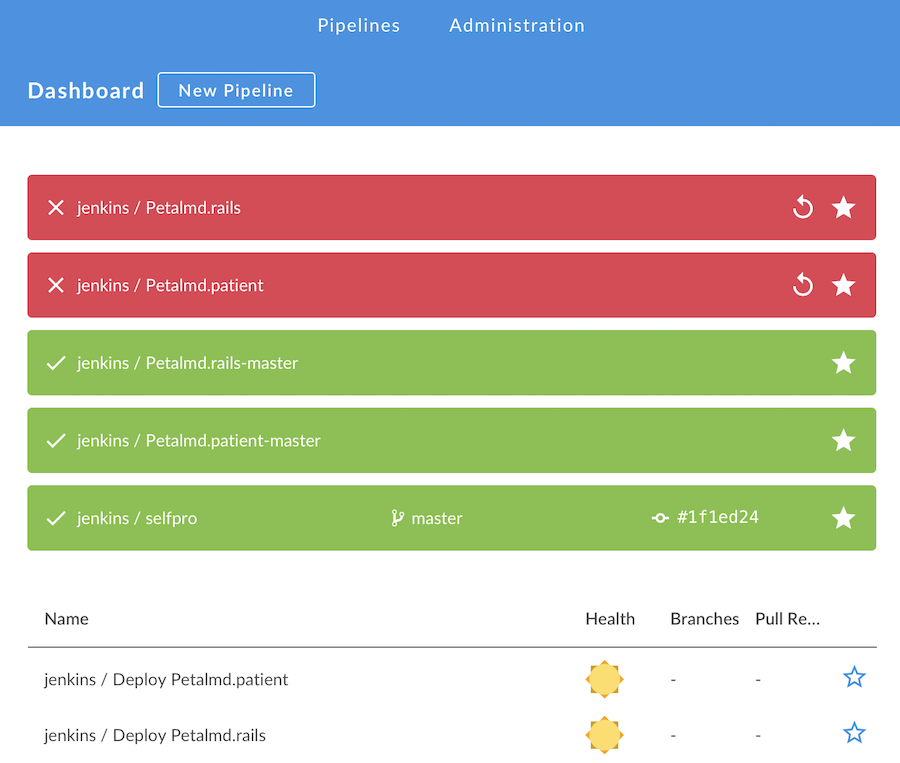 Pipelines Administration
Dashboard New Pipeline
jenkins / Petalmd.rails
jenkins / Petalmd.patient
jenkins / Petalmd.rails-master
jenkins / Petalmd.patient-master
jenkins / selfpro master #1f1ed24
Name Health Branches Pull Re...
jenkins / Deploy Petalmd.patient - -
jenkins / Deploy Petalmd.rails - -